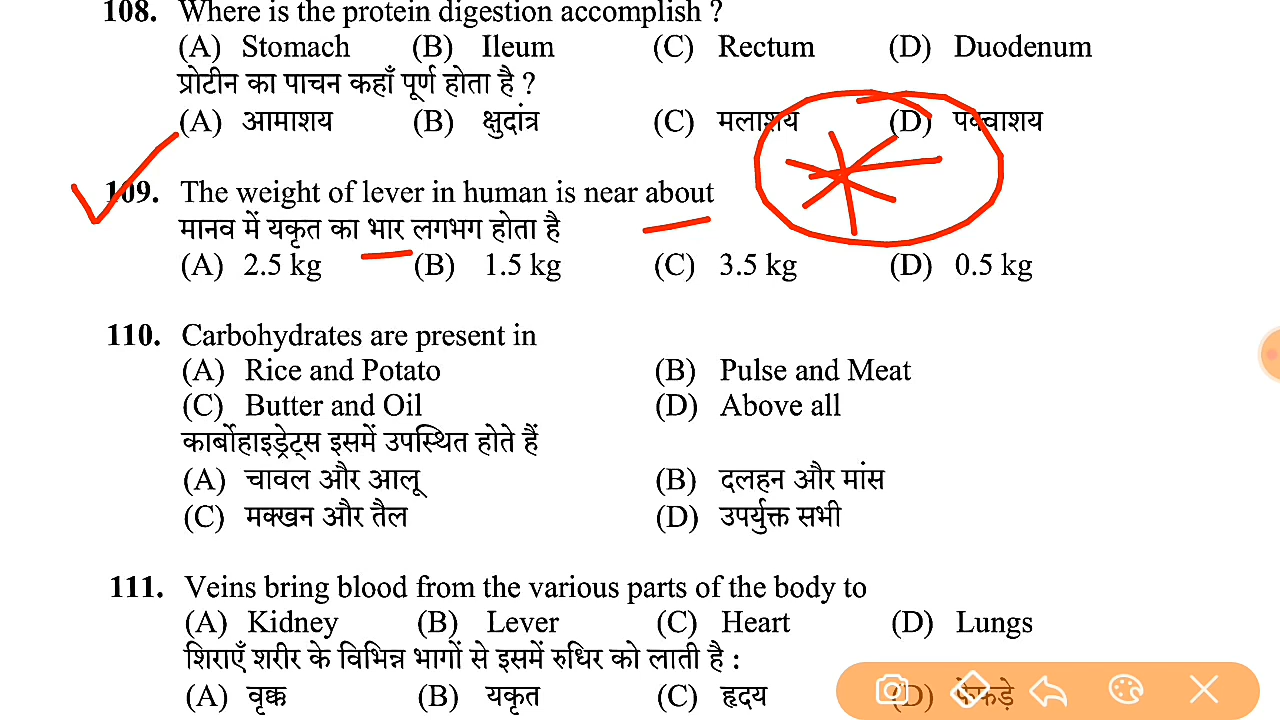 108. Where is the protein digestion accomplish ?
(A) Stomach (B) Ileum (C) Rectum (D) Duodenum
प्रोटीन का पाचन कहाँ पूर्ण होता है ?
(A) आमाशय (B) क्षुदांत्र (C) मलाशय (D) पक्वाशय
109. The weight of lever in human is near about
मानव में यकृत का भार लगभग होता है
(A) 2.5 kg (B) 1.5 kg (C) 3.5 kg (D) 0.5 kg
110. Carbohydrates are present in
(A) Rice and Potato (B) Pulse and Meat
(C) Butter and Oil (D) Above all
कार्बोहाइड्रेट्स इसमें उपस्थित होते हैं
(A) चावल और आलू (B) दलहन और मांस
(C) मक्खन और तैल (D) उपर्युक्त सभी
111. Veins bring blood from the various parts of the body to
(A) Kidney (B) Lever (C) Heart (D) Lungs
शिराएँ शरीर के विभिन्न भागों से इसमें रुधिर को लाती है :
(A) वृक्क (B) यकृत (C) हृदय (D) फेफड़े